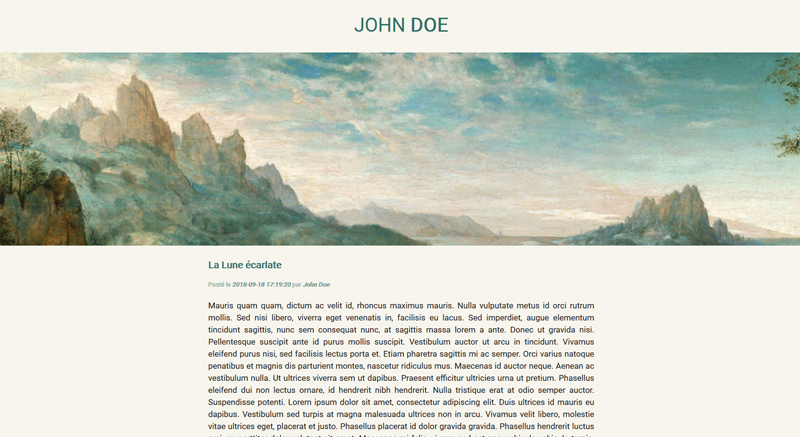 JOHN DOE
La Lune écarlate
Posté le 2018-09-18 17:19:20 par John Doe
Mauris quam quam, dictum ac velit id, rhoncus maximus mauris. Nulla vulputate metus id orci rutrum
mollis. Sed nisi libero, viverra eget venenatis in, facilisis eu lacus. Sed imperdiet, augue elementum
tincidunt sagittis, nunc sem consequat nunc, at sagittis massa lorem a ante. Donec ut gravida nisi.
Pellentesque suscipit ante id purus mollis suscipit. Vestibulum auctor ut arcu in tincidunt. Vivamus
eleifend purus nisi, sed facilisis lectus porta et. Etiam pharetra sagittis mi ac semper. Orci varius natoque
penatibus et magnis dis parturient montes, nascetur ridiculus mus. Maecenas id auctor neque. Aenean ac
vestibulum nulla. Ut ultrices viverra sem ut dapibus. Praesent efficitur ultricies urna ut pretium. Phasellus
eleifend dui non lectus ornare, id hendrerit nibh hendrerit. Nulla tristique erat at odio semper auctor.
Suspendisse potenti. Lorem ipsum dolor sit amet, consectetur adipiscing elit. Duis ultrices id mauris eu
dapibus. Vestibulum sed turpis at magna malesuada ultrices non in arcu. Vivamus velit libero, molestie
vitae ultrices eget, placerat et justo. Phasellus placerat id dolor gravida gravida. Phasellus hendrerit luctus